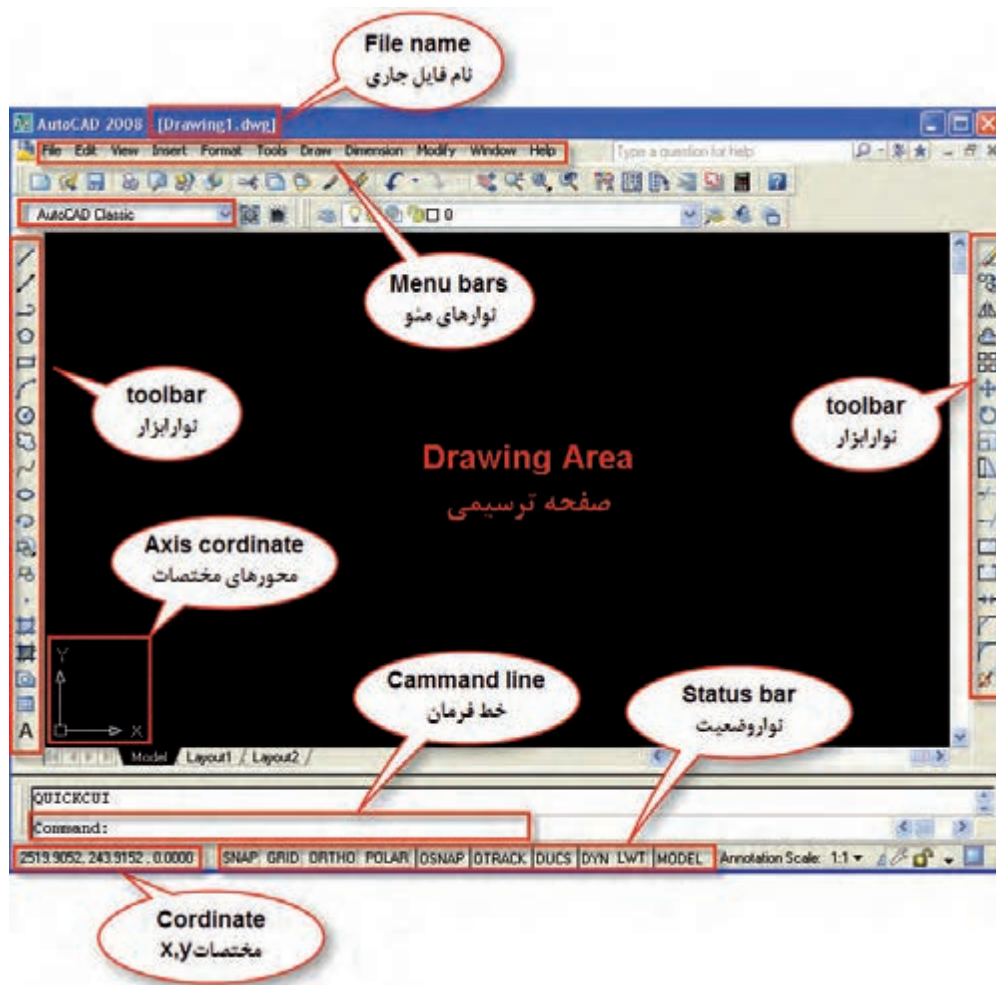 File name
نام فایل جاری
AutoCAD 2008 [Drawing1.dwg]
File Edit View Insert Format Tools Draw Dimension Modify Window Help Type a question for help
AutoCAD Classic 0
Menu bars
نوارهای منو
toolbar
نوارابزار
toolbar
نوارابزار
Drawing Area
صفحه ترسیمی
Axis cordinate
محورهای مختصات
Y
X
A
Cammand line
خط فرمان
Status bar
نواروضعیت
Model Layout1 Layout2
QUICKCUI
Command:
2519.9052, 243.9152 , 0.0000 SNAP GRID ORTHO POLAR OSNAP OTRACK DUCS DYN LWT MODEL Annotation Scale: 1:1
Cordinate
مختصات x,y